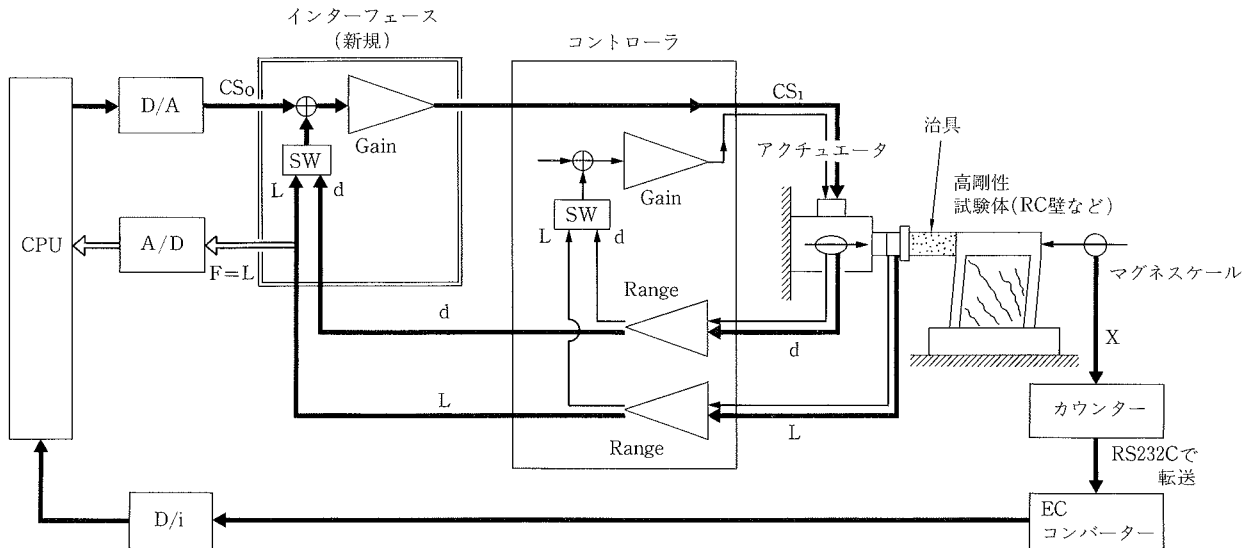 インターフェース
(新規)
コントローラ
D/A
CS₀
CS₁
Gain
SW
L
d
治具
アクチュエータ
高剛性
試験体(RC壁など)
Gain
SW
L
d
CPU
A/D
F=L
マグネスケール
Range
d
d
X
L
L
Range
カウンター
RS232Cで
転送
D/i
EC
コンバーター